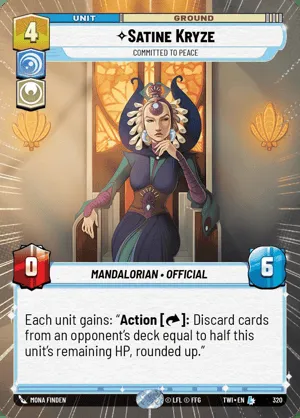 UNIT GROUND
4
✧SATINE KRYZE
COMMITTED TO PEACE
0 6
MANDALORIAN • OFFICIAL
Each unit gains: “Action [↷]: Discard cards
from an opponent’s deck equal to half this
unit’s remaining HP, rounded up.”
MONA FINDEN © LFL © FFG TWI • EN 320